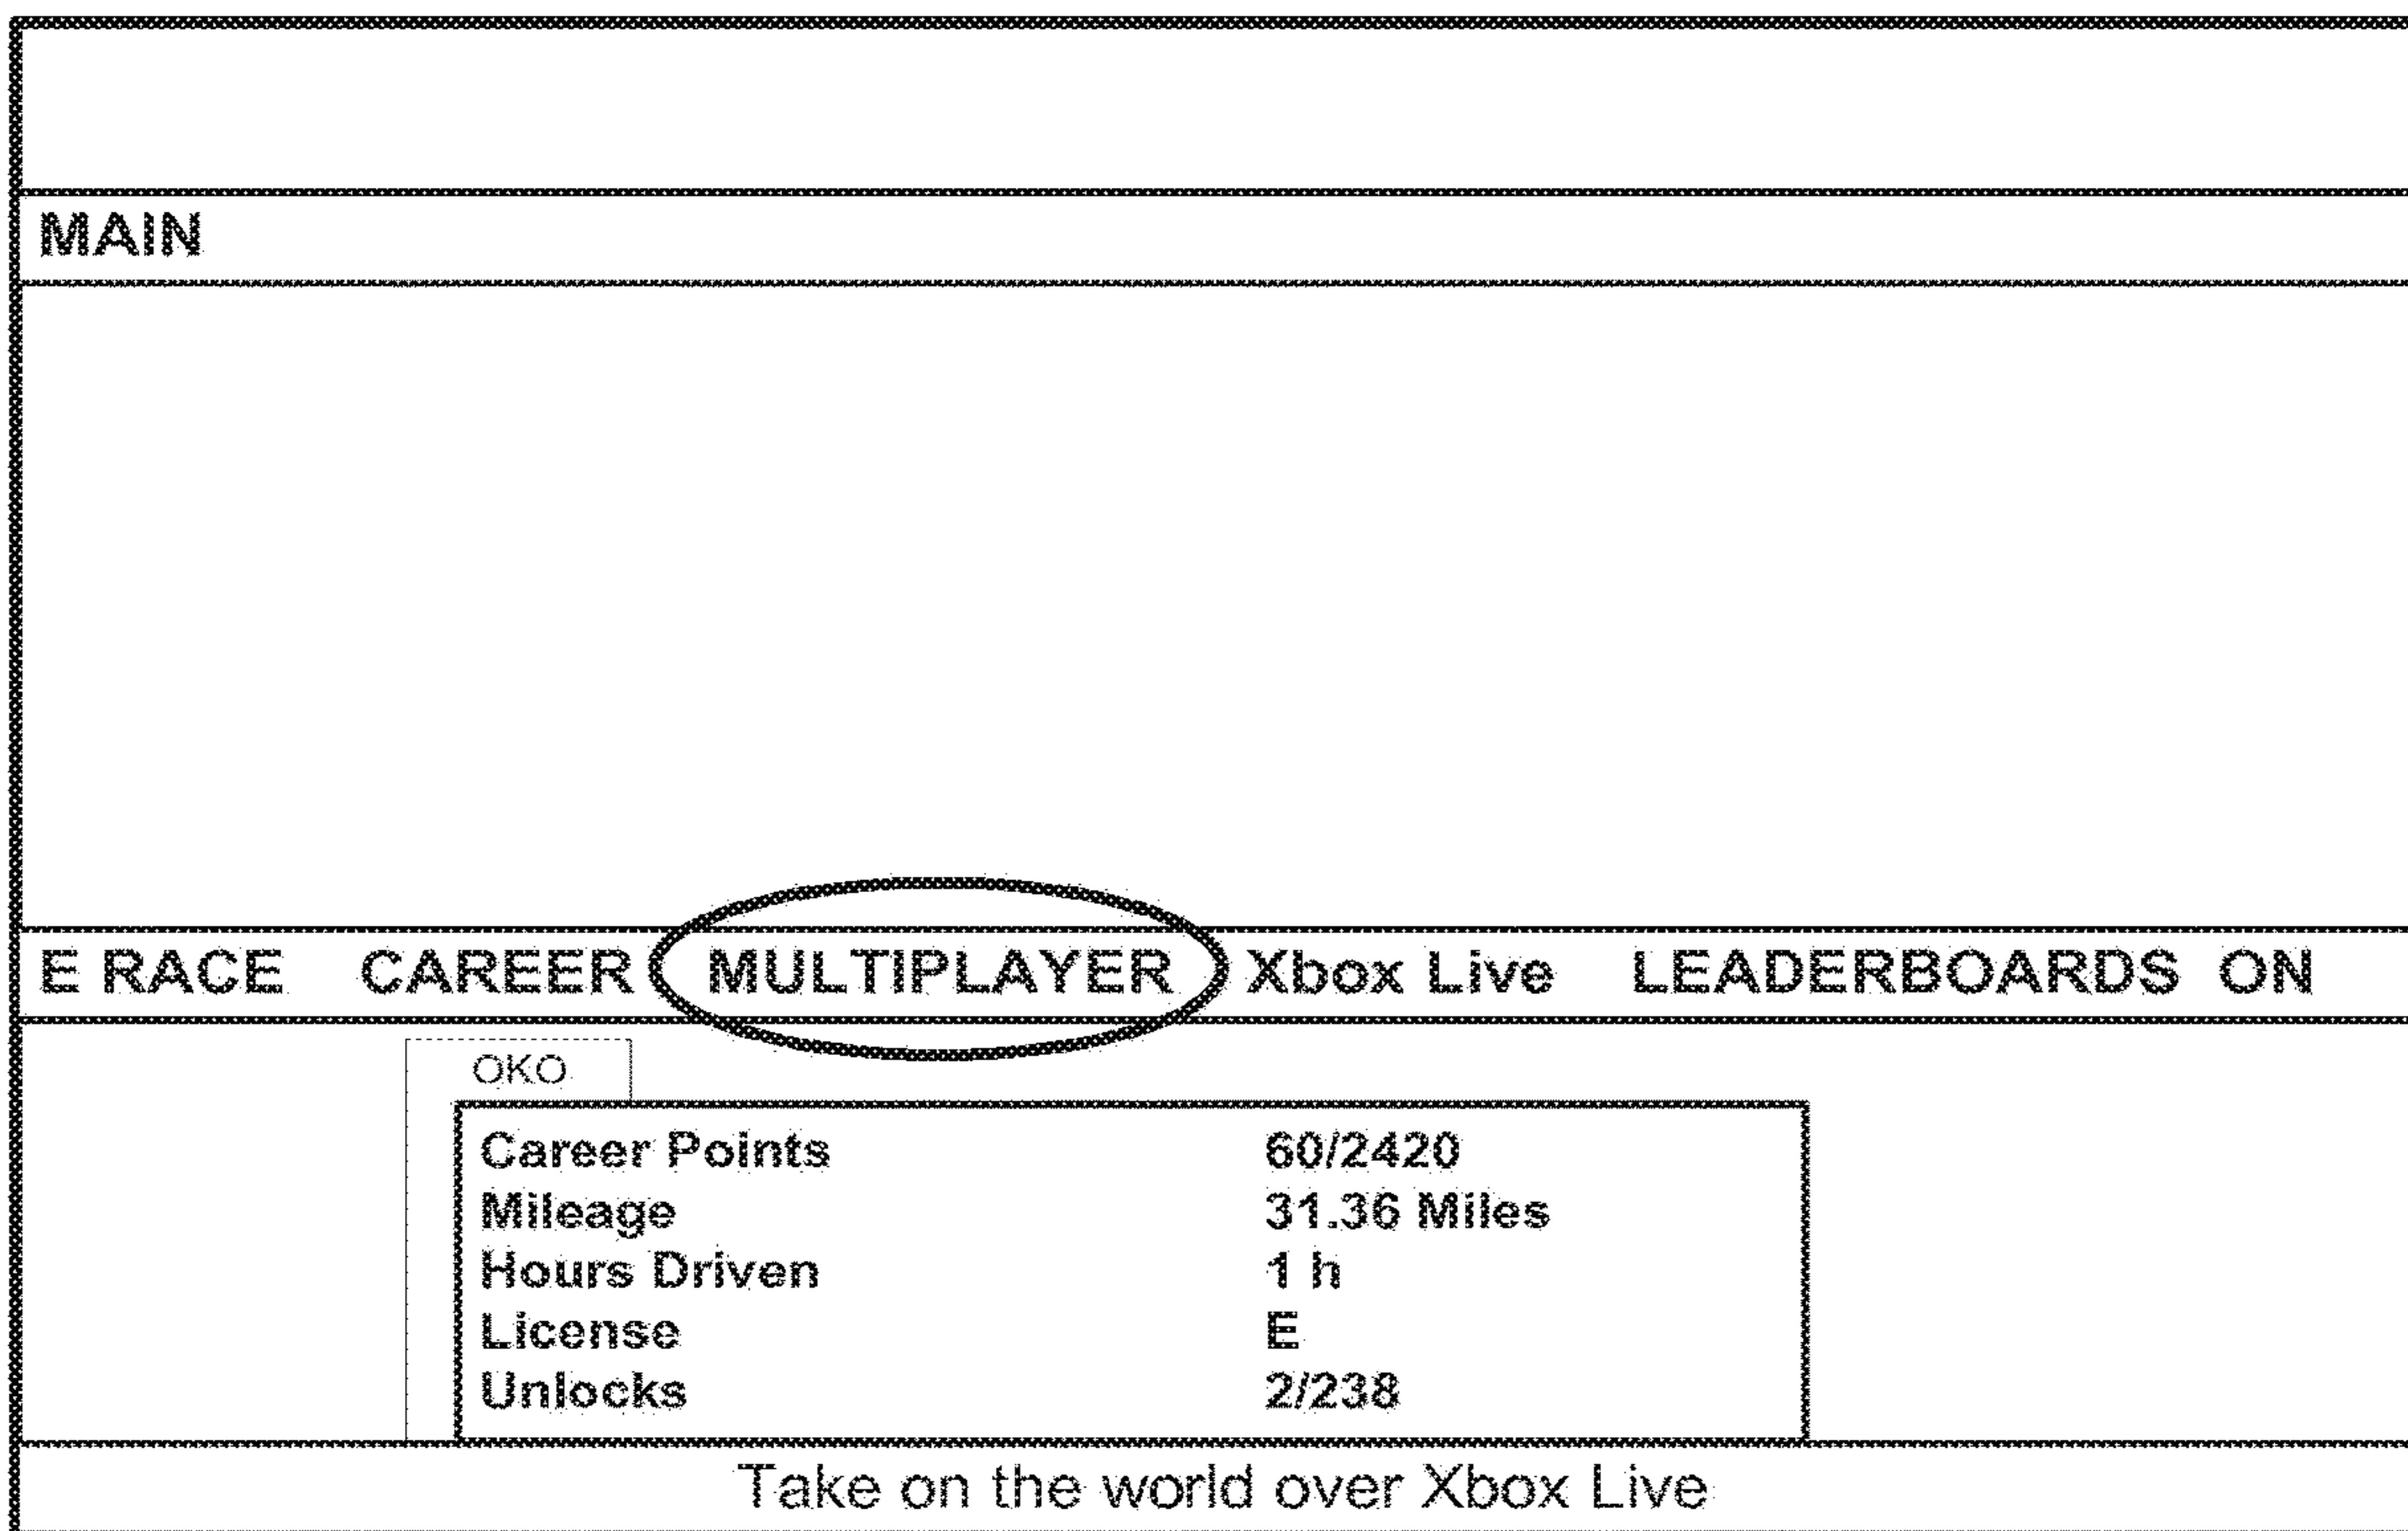 MAIN
E RACE CAREER MULTIPLAYER Xbox Live LEADERBOARDS ON
OKO
Career Points 60/2420
Mileage 31.36 Miles
Hours Driven 1 h
License E
Unlocks 2/238
Take on the world over Xbox Live